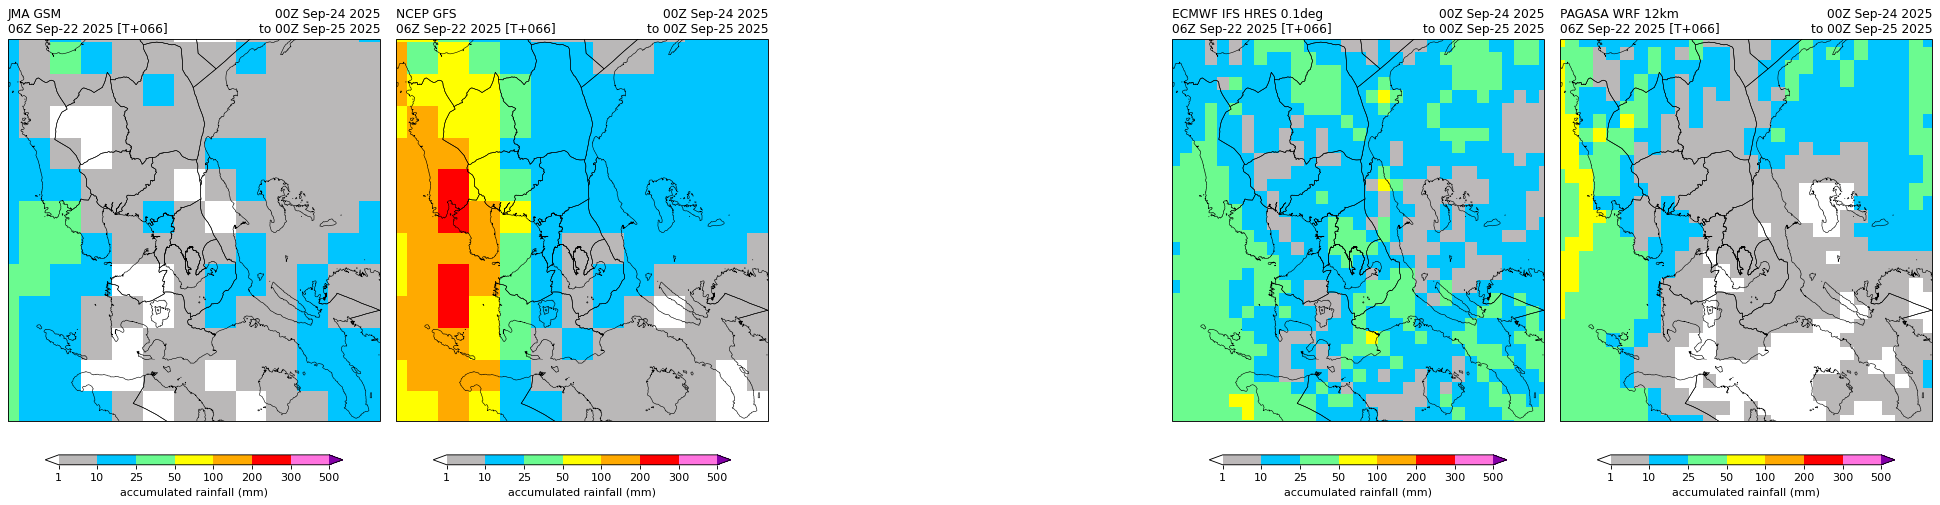 JMA GSM 00Z Sep-24 2025
06Z Sep-22 2025 [T+066] to 00Z Sep-25 2025
1 10 25 50 100 200 300 500
accumulated rainfall (mm)
NCEP GFS 00Z Sep-24 2025
06Z Sep-22 2025 [T+066] to 00Z Sep-25 2025
1 10 25 50 100 200 300 500
accumulated rainfall (mm)
ECMWF IFS HRES 0.1deg 00Z Sep-24 2025
06Z Sep-22 2025 [T+066] to 00Z Sep-25 2025
1 10 25 50 100 200 300 500
accumulated rainfall (mm)
PAGASA WRF 12km 00Z Sep-24 2025
06Z Sep-22 2025 [T+066] to 00Z Sep-25 2025
1 10 25 50 100 200 300 500
accumulated rainfall (mm)